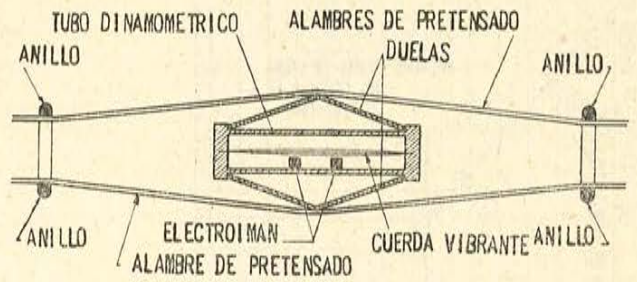 TUBO DINAMOMETRICO
ALAMBRES DE PRETENSADO
DUELAS
ANILLO
ANILLO
ANILLO
ELECTROIMAN
CUERDA VIBRANTE
ANILLO
ALAMBRE DE PRETENSADO